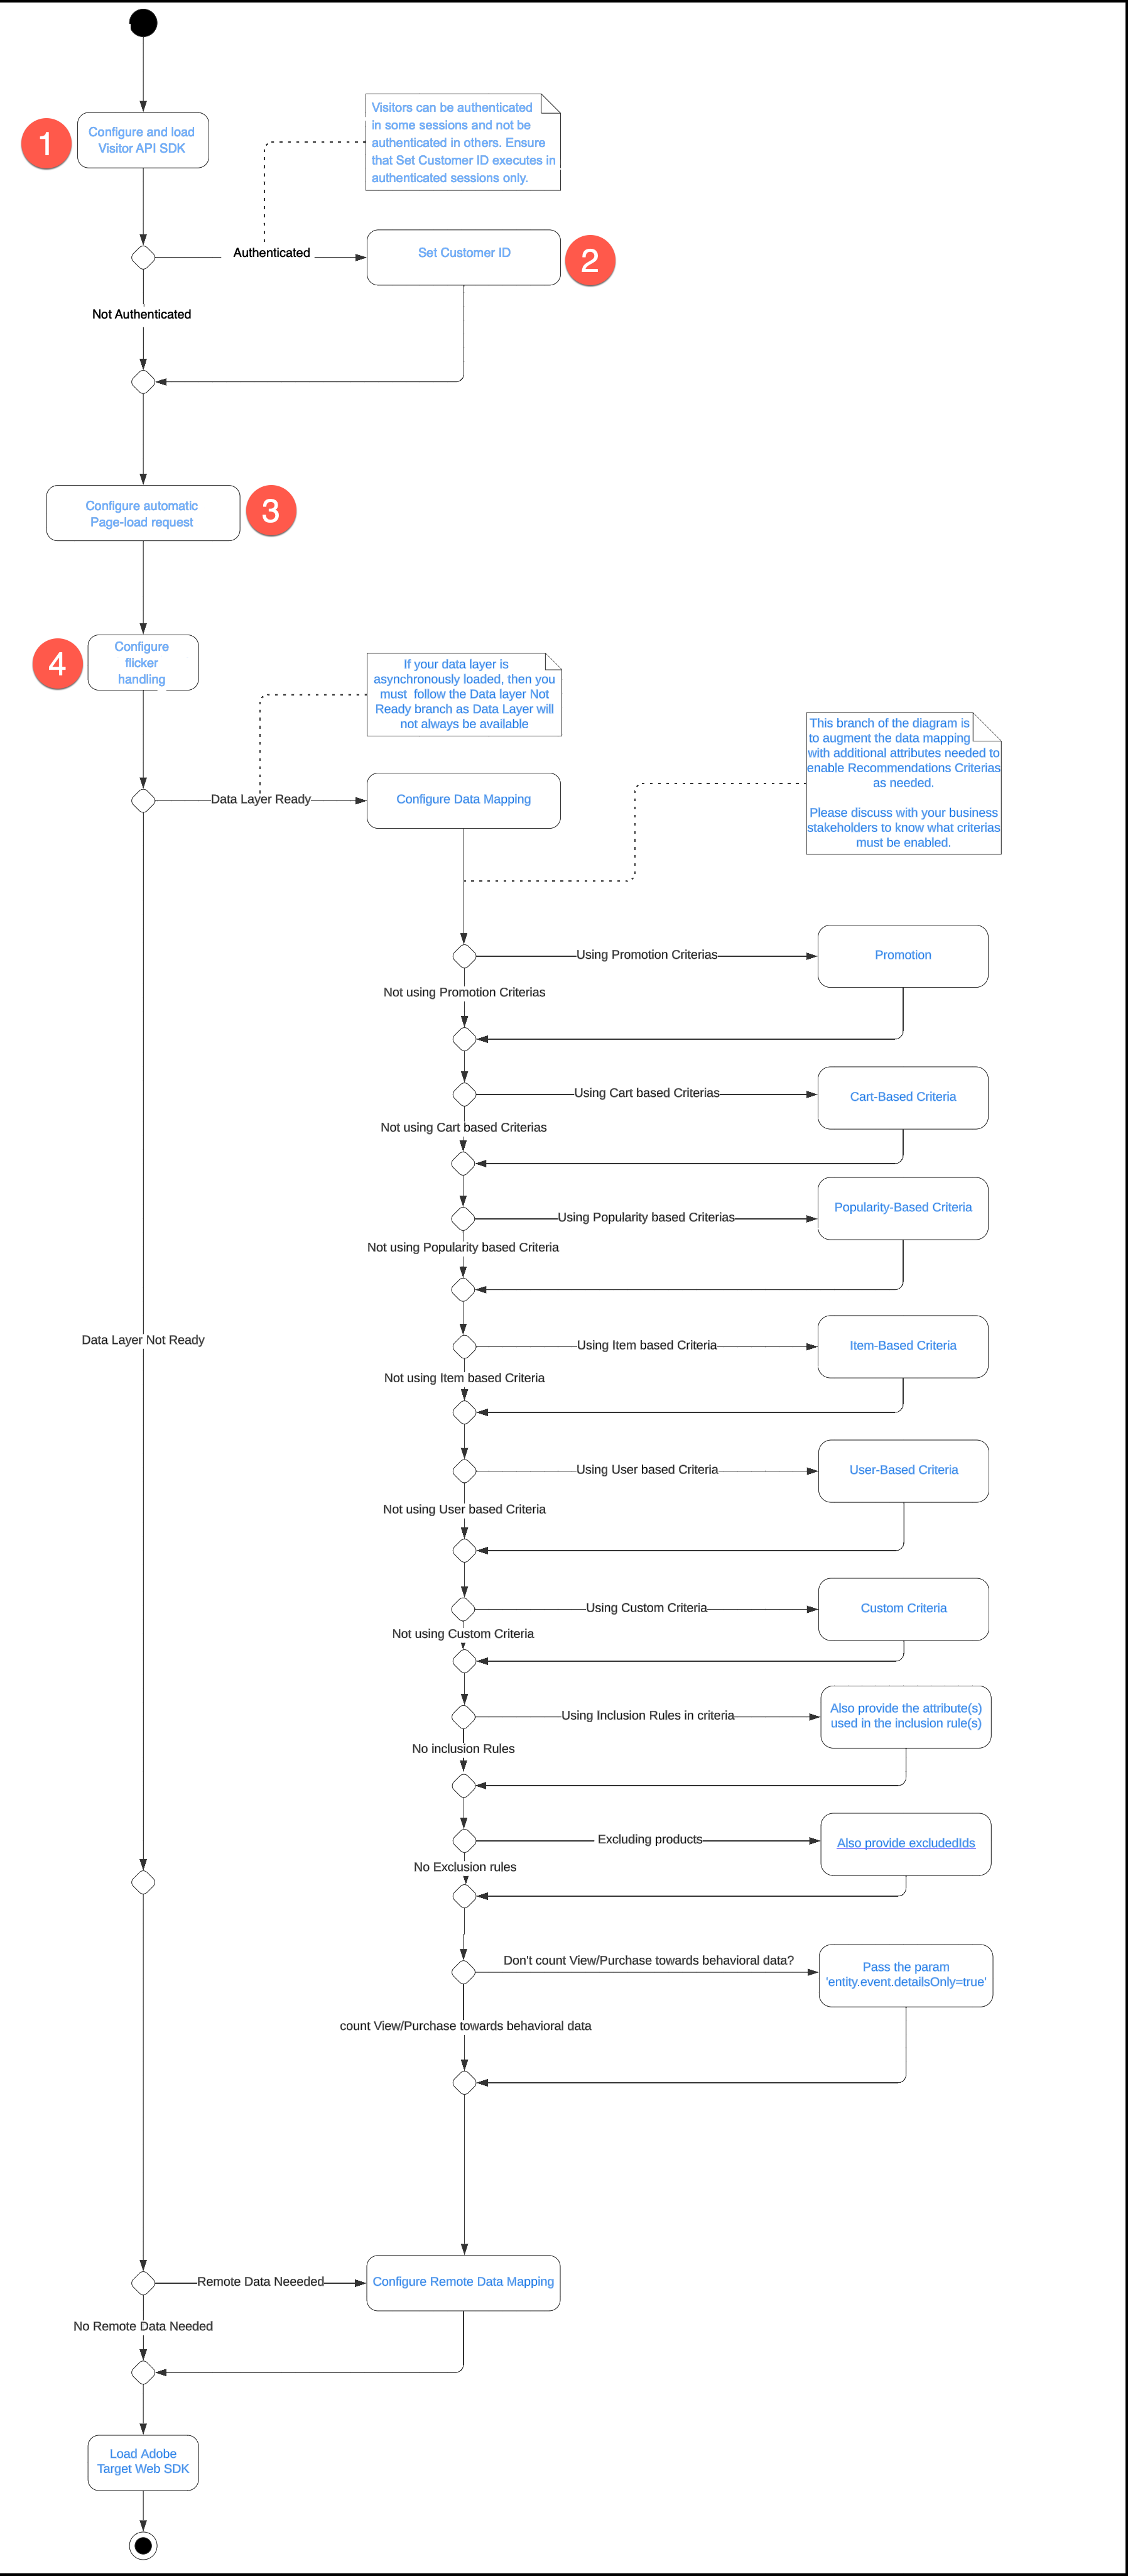 1
Configure and load
Visitor API SDK
Visitors can be authenticated
in some sessions and not be
authenticated in others. Ensure
that Set Customer ID executes in
authenticated sessions only.
Authenticated
Set Customer ID
2
Not Authenticated
Configure automatic
Page-load request
3
4
Configure
flicker
handling
If your data layer is
asynchronously loaded, then you
must follow the Data layer Not
Ready branch as Data Layer will
not always be available
This branch of the diagram is
to augment the data mapping
with additional attributes needed to
enable Recommendations Criterias
as needed.
Please discuss with your business
stakeholders to know what criterias
must be enabled.
Data Layer Ready
Configure Data Mapping
Using Promotion Criterias
Promotion
Not using Promotion Criterias
Using Cart based Criterias
Cart-Based Criteria
Not using Cart based Criterias
Using Popularity based Criterias
Popularity-Based Criteria
Not using Popularity based Criteria
Data Layer Not Ready
Using Item based Criteria
Item-Based Criteria
Not using Item based Criteria
Using User based Criteria
User-Based Criteria
Not using User based Criteria
Using Custom Criteria
Custom Criteria
Not using Custom Criteria
Using Inclusion Rules in criteria
Also provide the attribute(s)
used in the inclusion rule(s)
No inclusion Rules
Excluding products
Also provide excludedIds
No Exclusion rules
Don't count View/Purchase towards behavioral data?
Pass the param
'entity.event.detailsOnly=true'
count View/Purchase towards behavioral data
Remote Data Neeeded
Configure Remote Data Mapping
No Remote Data Needed
Load Adobe
Target Web SDK